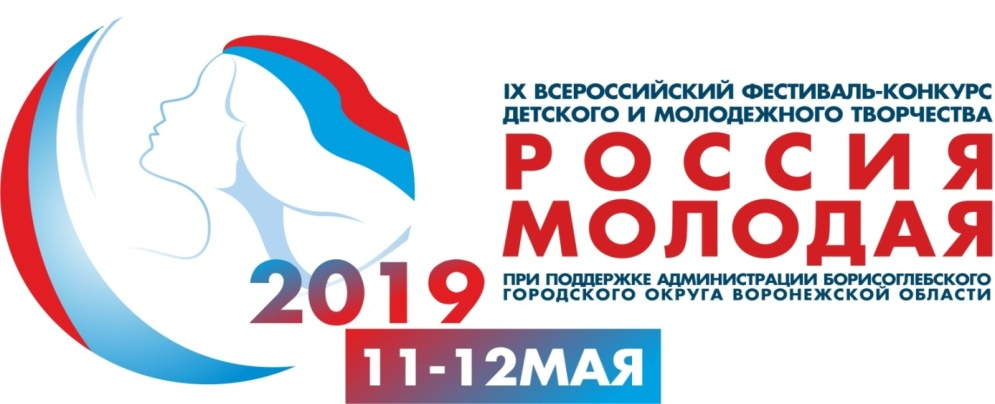 IX ВСЕРОССИЙСКИЙ ФЕСТИВАЛЬ-КОНКУРС
ДЕТСКОГО И МОЛОДЕЖНОГО ТВОРЧЕСТВА
РОССИЯ
МОЛОДАЯ
ПРИ ПОДДЕРЖКЕ АДМИНИСТРАЦИИ БОРИСОГЛЕБСКОГО
ГОРОДСКОГО ОКРУГА ВОРОНЕЖСКОЙ ОБЛАСТИ
2019
11-12МАЯ